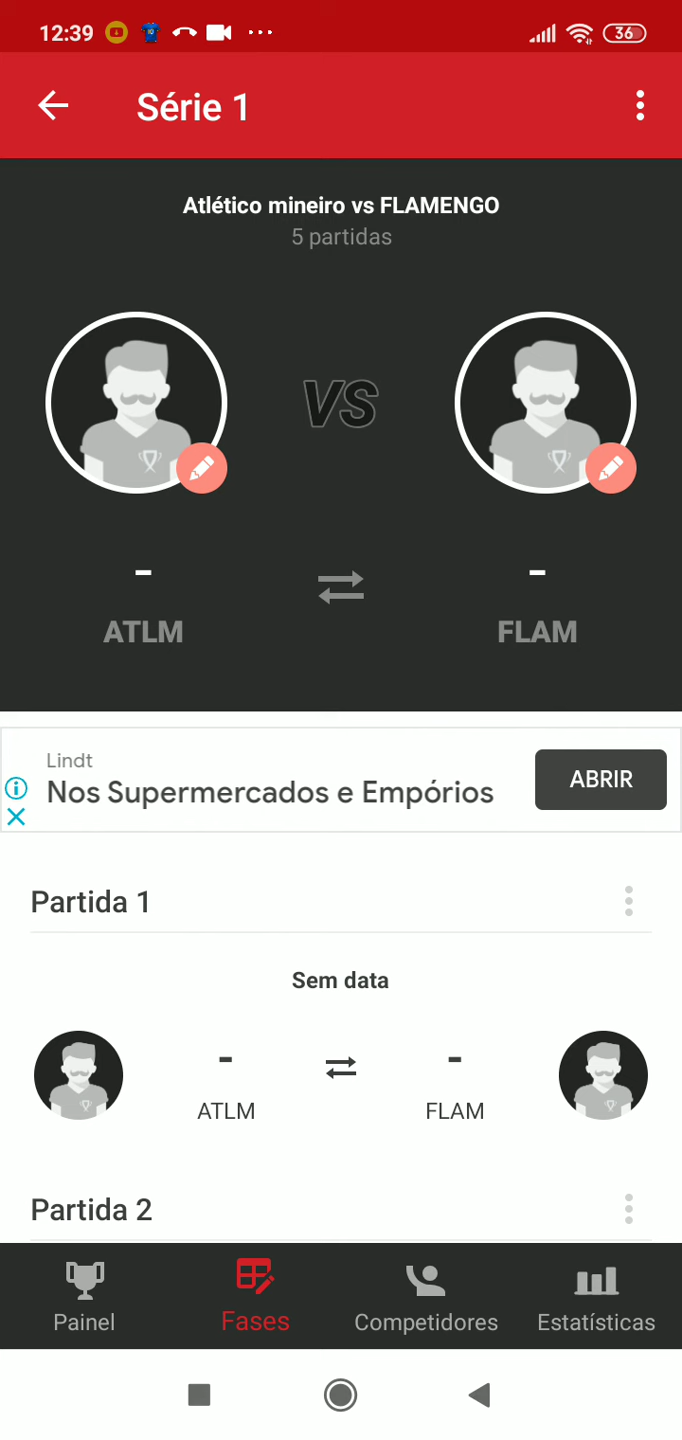 12:39
36
Série 1
Atlético mineiro vs FLAMENGO
5 partidas
VS
-
-
ATLM
FLAM
Lindt
Nos Supermercados e Empórios
ABRIR
Partida 1
Sem data
-
-
ATLM
FLAM
Partida 2
Painel
Fases
Competidores
Estatísticas